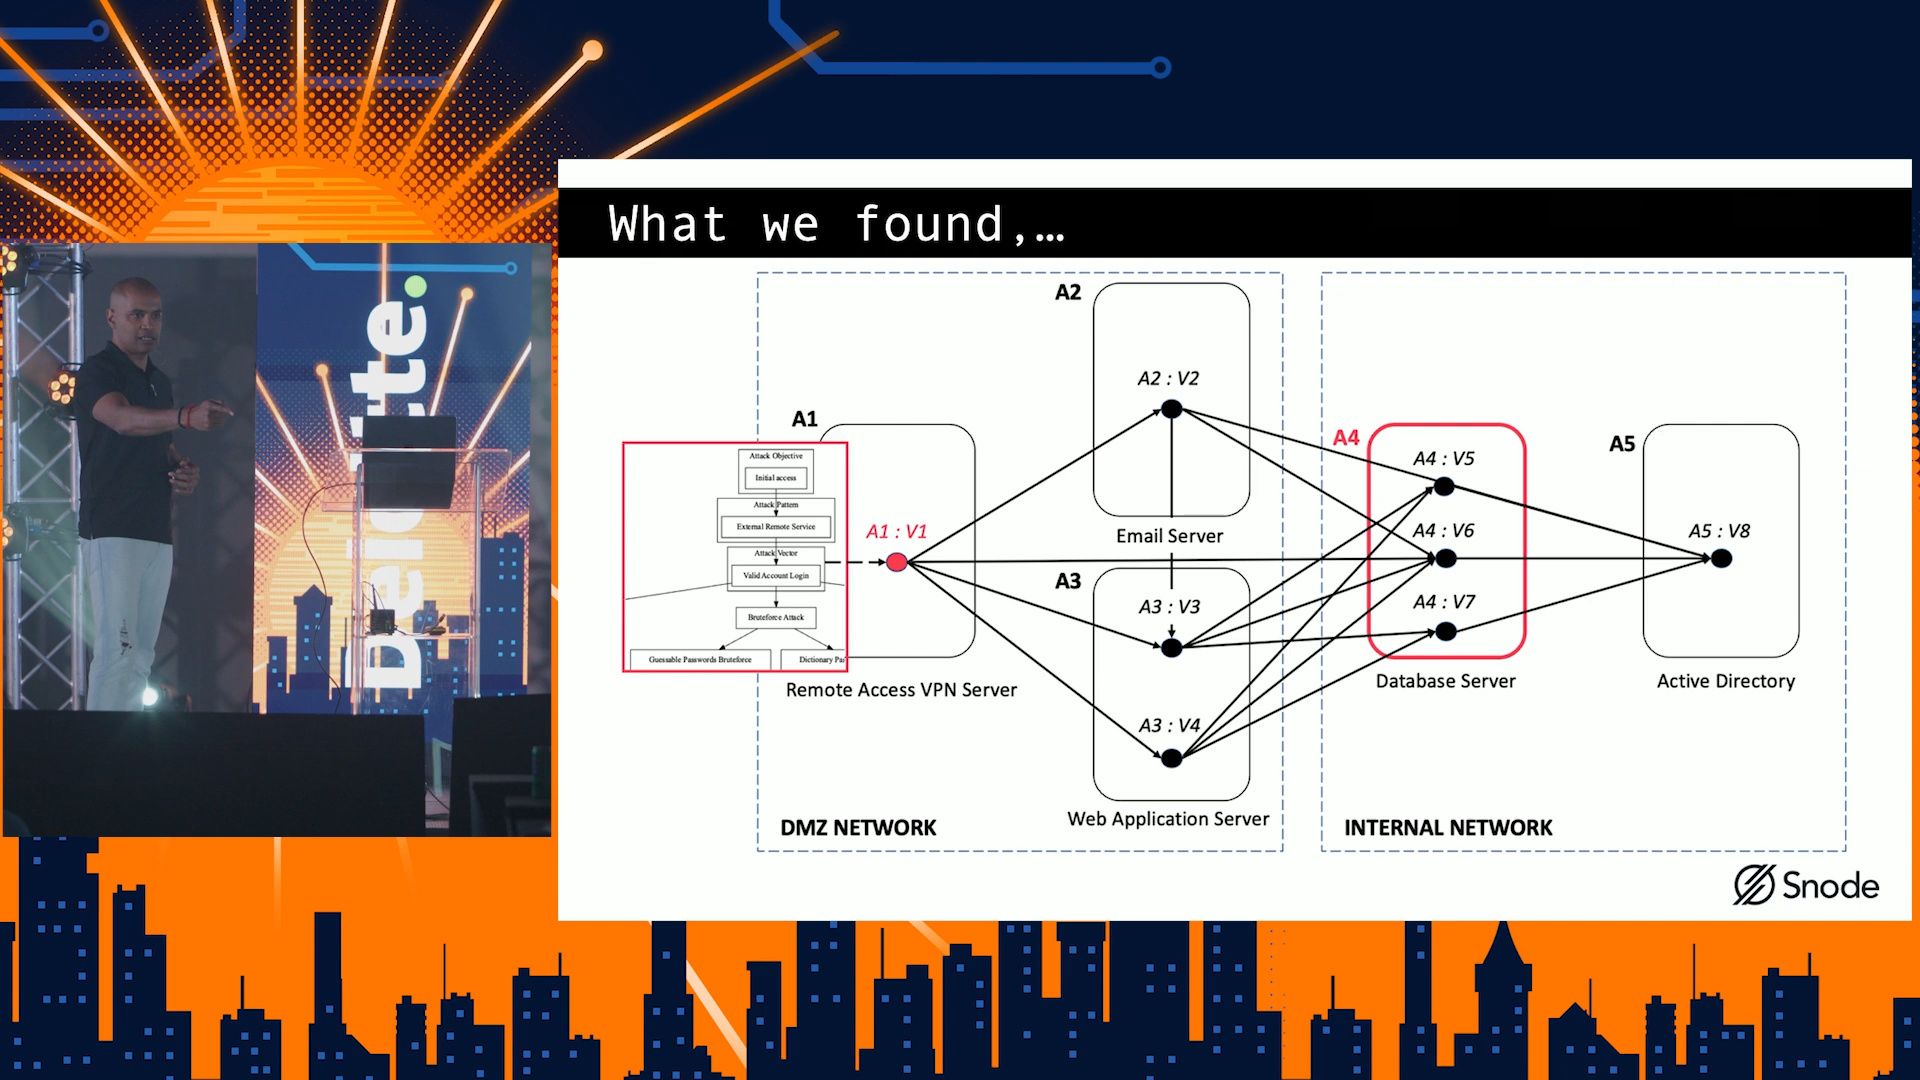 What we found,…
A2
A2 : V2
A1
A4
A5
A4 : V5
Attack Objective
Initial access
Attack Pattern
External Remote Service
Attack Vector
Valid Account Login
Bruteforce Attack
Guessable Passwords Bruteforce
Dictionary Pa
A1 : V1
Email Server
A4 : V6
A5 : V8
A3
A3 : V3
A4 : V7
Remote Access VPN Server
Database Server
Active Directory
A3 : V4
Web Application Server
DMZ NETWORK
INTERNAL NETWORK
Snode
Deloitte.